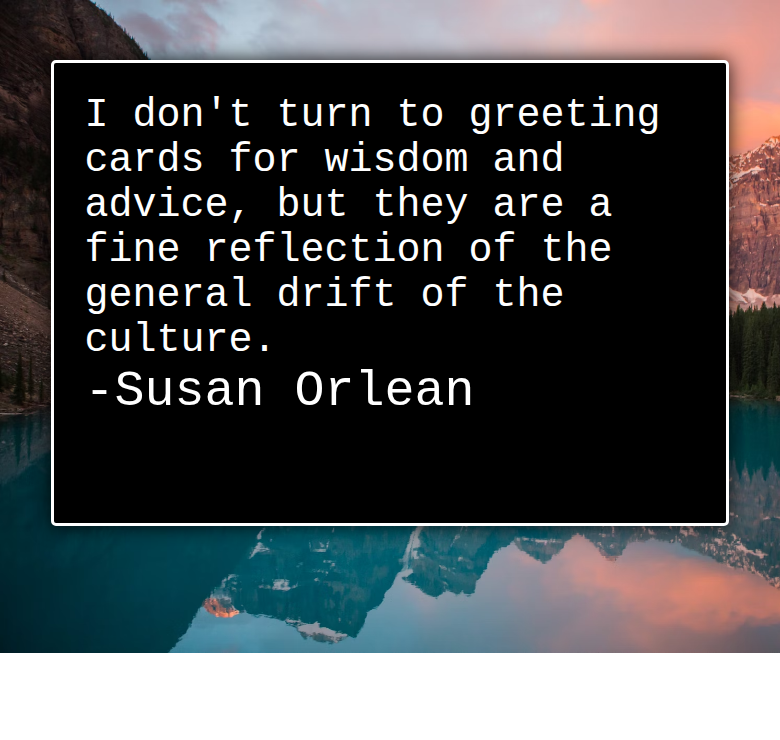 I don't turn to greeting
cards for wisdom and
advice, but they are a
fine reflection of the
general drift of the
culture.
-Susan Orlean